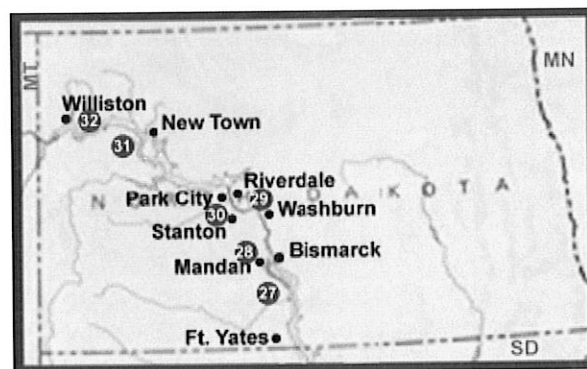 MT
MN
Williston
32
New Town
31
N
DAKOTA
Riverdale
Park City
29
30
Washburn
Stanton
28
Bismarck
Mandan
27
Ft. Yates
SD